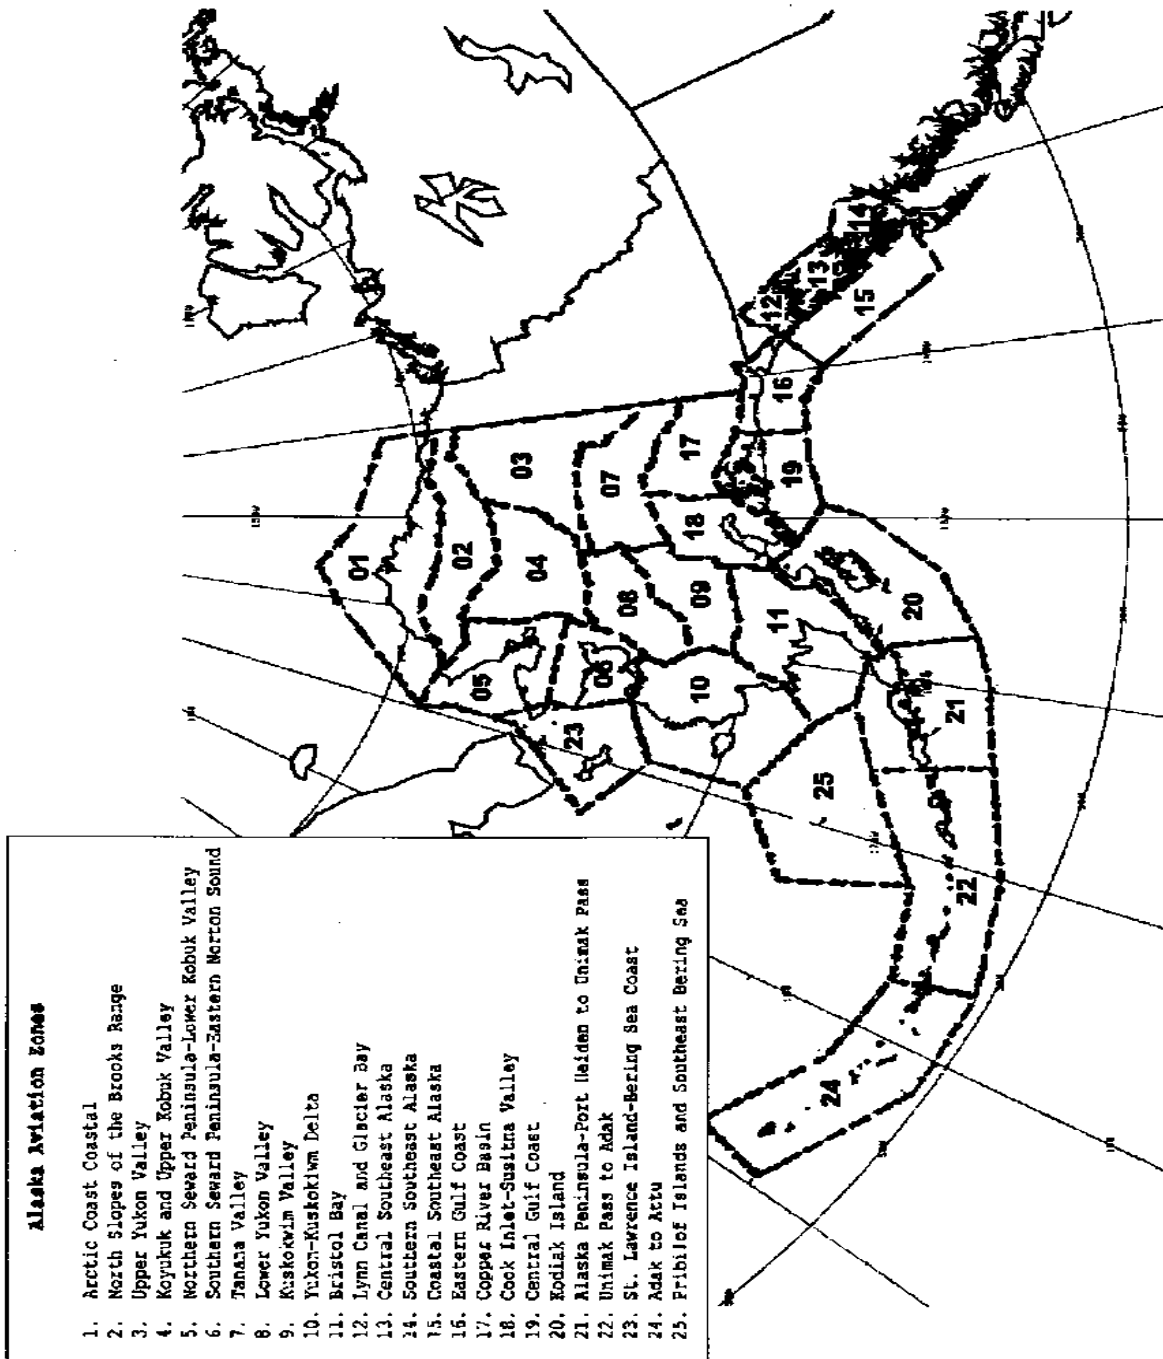 Alaska Aviation Zones
1. Arctic Coast Coastal
2. North Slopes of the Brooks Range
3. Upper Yukon Valley
4. Koyukuk and Upper Kobuk Valley
5. Northern Seward Peninsula-Lower Kobuk Valley
6. Southern Seward Peninsula-Eastern Norton Sound
7. Tanana Valley
8. Lower Yukon Valley
9. Kuskokwim Valley
10. Yukon-Kuskokiwm Delta
11. Bristol Bay
12. Lynn Canal and Glacier Bay
13. Central Southeast Alaska
14. Southern Southeast Alaska
15. Coastal Southeast Alaska
16. Eastern Gulf Coast
17. Copper River Basin
18. Cook Inlet-Susitna Valley
19. Central Gulf Coast
20. Kodiak Island
21. Alaska Peninsula-Port Heiden to Unimak Pass
22. Unimak Pass to Adak
23. St. Lawrence Island-Bering Sea Coast
24. Adak to Attu
25. Pribilof Islands and Southeast Bering Sea
01
02
03
04
05
06
07
08
09
10
11
12
13
14
15
16
17
18
19
20
21
22
23
24
25